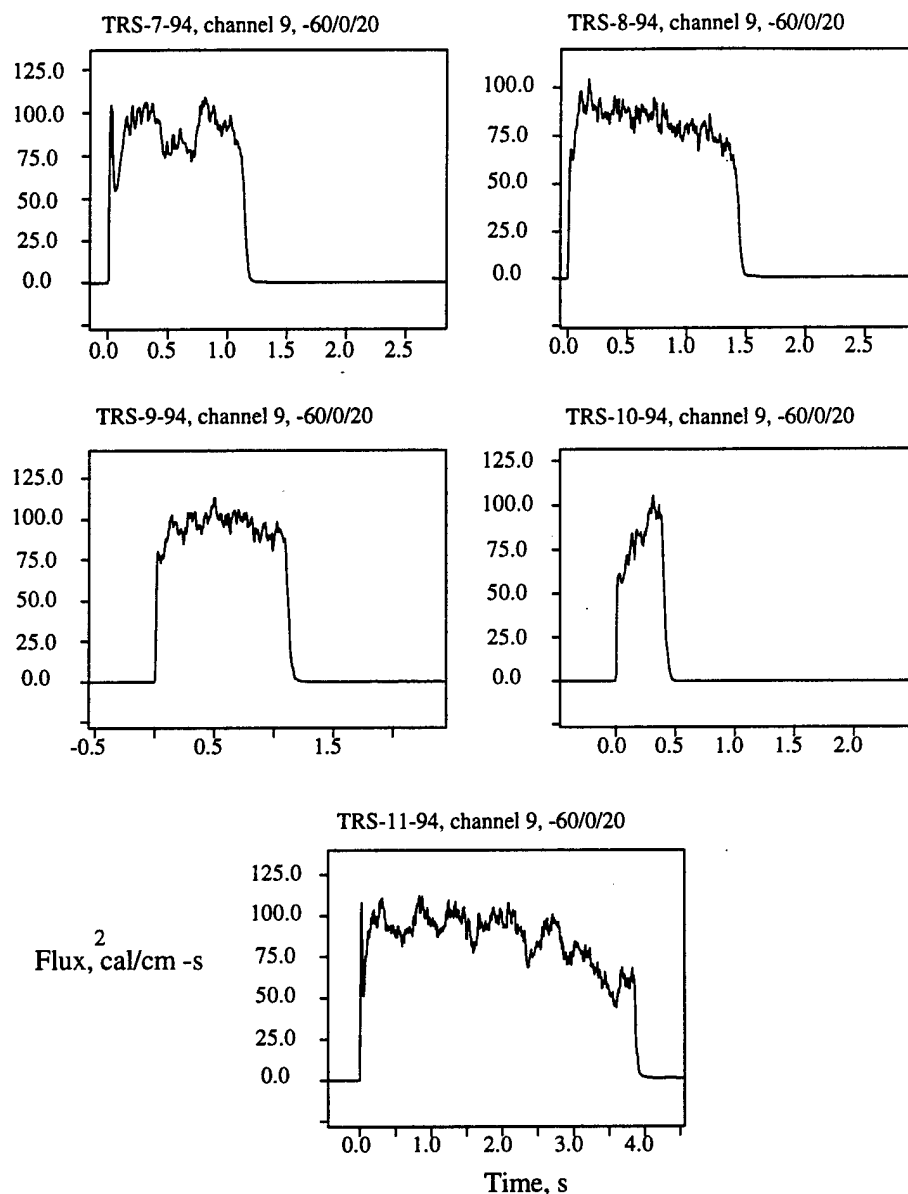 TRS-7-94, channel 9, -60/0/20
125.0
100.0
75.0
50.0
25.0
0.0
0.0 0.5 1.0 1.5 2.0 2.5
TRS-8-94, channel 9, -60/0/20
100.0
75.0
50.0
25.0
0.0
0.0 0.5 1.0 1.5 2.0 2.5
TRS-9-94, channel 9, -60/0/20
125.0
100.0
75.0
50.0
25.0
0.0
-0.5 0.5 1.5
TRS-10-94, channel 9, -60/0/20
125.0
100.0
75.0
50.0
25.0
0.0
0.0 0.5 1.0 1.5 2.0
TRS-11-94, channel 9, -60/0/20
125.0
100.0
75.0
50.0
25.0
0.0
0.0 1.0 2.0 3.0 4.0
2
Flux, cal/cm -s
Time, s